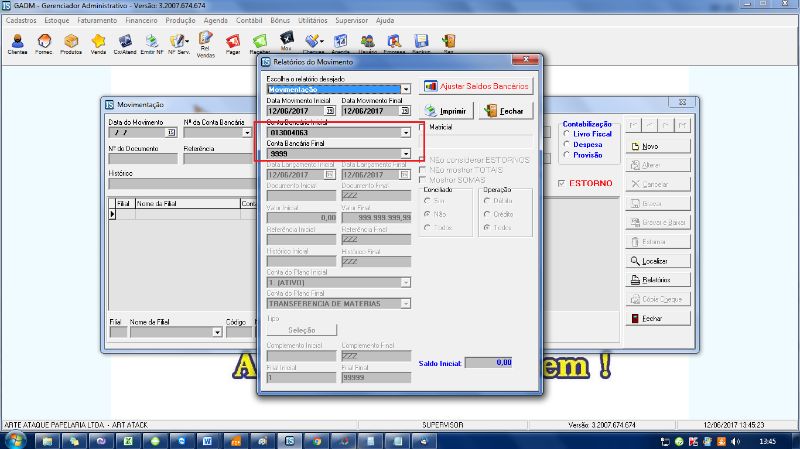 GADM - Gerenciador Administrativo - Versão: 3.2007.674.674
Cadastros Estoque Faturamento Financeiro Produção Agenda Contábil Bônus Utilitários Supervisor Ajuda
Clientes Fornec. Produtos Venda Cx/Atend Emitir NF NF Serv. Rel Vendas Pagar Receber Mov Cheques Agenda Usuário Empresa Back Up Sair
Movimentação
Data do Movimento
Nº da Conta Bancária
/ /
Nº do Documento
Referência
Histórico
Filial Nome da Filial Conta
Filial Nome da Filial Código
Contabilização
Livro Fiscal
Despesa
Provisão
ESTORNO
Novo
Alterar
Cancelar
Gravar
Gravar e Baixar
Estornar
Localizar
Relatórios
Cópia Cheque
Fechar
Relatórios do Movimento
Escolha o relatório desejado
Movimentação
Ajustar Saldos Bancários
Data Movimento Inicial Data Movimento Final
12/06/2017 12/06/2017
Imprimir Fechar
Conta Bancária Inicial
013004063
Matricial
Conta Bancária Final
9999
NÃo considerar ESTORNOS
NÃo mostrar TOTAIS
Mostrar SOMAS
Data Lançamento Inicial Data Lançamento Final
12/06/2017 12/06/2017
Documento Inicial Documento Final
ZZZ
Conciliado
Sim
Não
Todos
Operação
Débito
Crédito
Todos
Valor Inicial Valor Final
0,00 999.999.999,99
Referência Inicial Referência Final
ZZZ
Histórico Inicial Histórico Final
ZZZ
Conta do Plano Inicial
1 (ATIVO)
Conta do Plano Final
TRANSFERENCIA DE MATERIAS
Tipo
Seleção
Complemento Inicial Complemento Final
ZZZ
Filial Inicial Filial Final
1 99999
Saldo Inicial: 0,00
A em !
ARTE ATAQUE PAPELARIA LTDA - ART ATACK SUPERVISOR Versão: 3.2007.674.674 12/06/2017 13:45:23
13:45